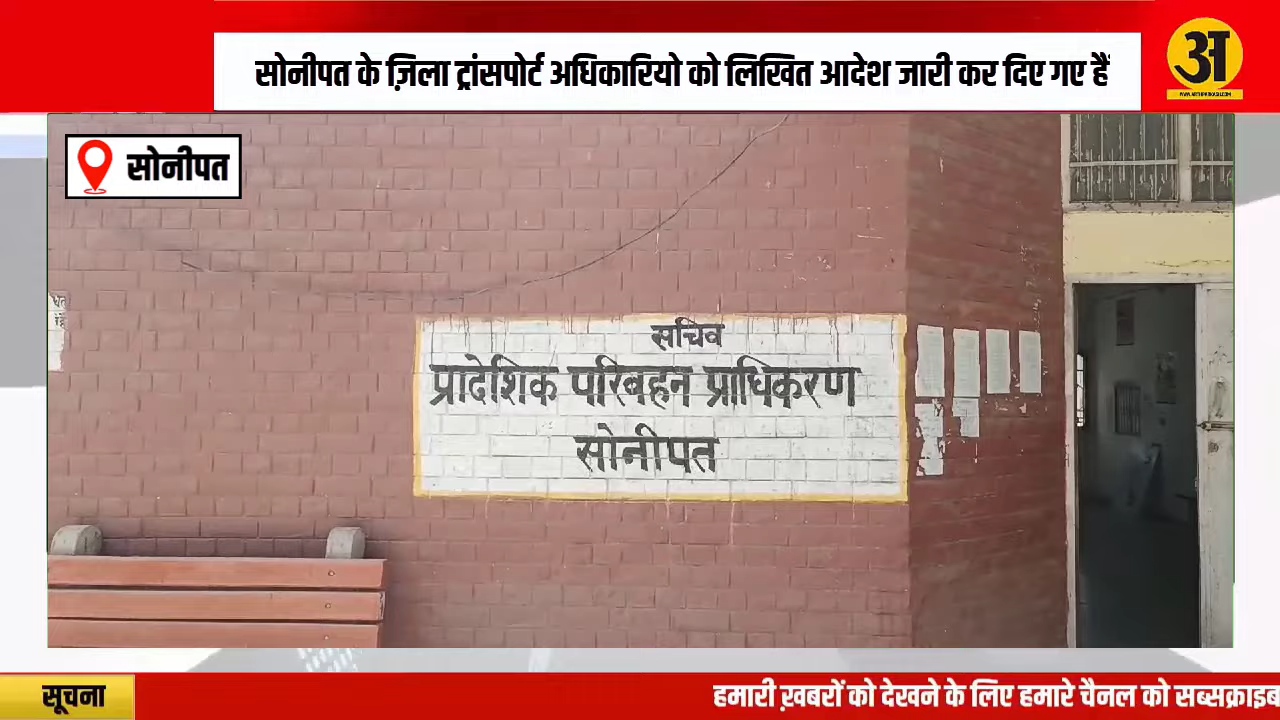 सोनीपत के ज़िला ट्रांसपोर्ट अधिकारियो को लिखित आदेश जारी कर दिए गए हैं
अ
सोनीपत
सचिव
प्रादेशिक परिवहन प्राधिकरण
सोनीपत
सूचना
हमारी ख़बरों को देखने के लिए हमारे चैनल को सब्सक्राइब